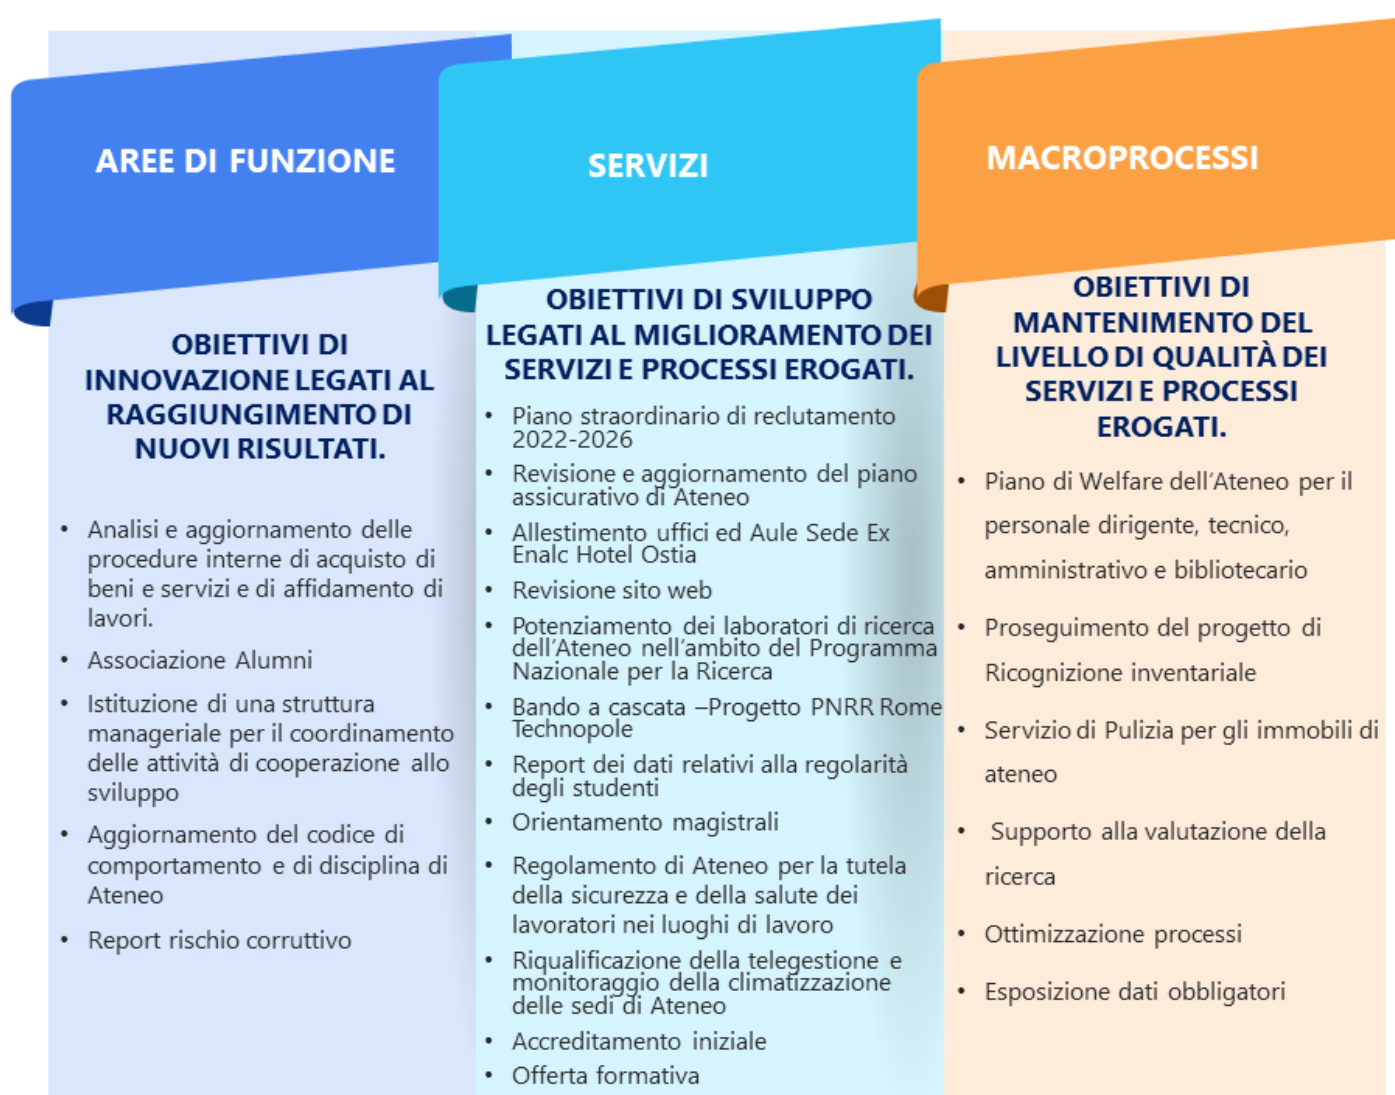 AREE DI FUNZIONE
OBIETTIVI DI
INNOVAZIONE LEGATI AL
RAGGIUNGIMENTO DI
NUOVI RISULTATI.
• Analisi e aggiornamento delle
procedure interne di acquisto di
beni e servizi e di affidamento di
lavori.
• Associazione Alumni
• Istituzione di una struttura
manageriale per il coordinamento
delle attività di cooperazione allo
sviluppo
• Aggiornamento del codice di
comportamento e di disciplina di
Ateneo
• Report rischio corruttivo
SERVIZI
OBIETTIVI DI SVILUPPO
LEGATI AL MIGLIORAMENTO DEI
SERVIZI E PROCESSI EROGATI.
• Piano straordinario di reclutamento
2022-2026
• Revisione e aggiornamento del piano
assicurativo di Ateneo
• Allestimento uffici ed Aule Sede Ex
Enalc Hotel Ostia
• Revisione sito web
• Potenziamento dei laboratori di ricerca
dell'Ateneo nell'ambito del Programma
Nazionale per la Ricerca
• Bando a cascata –Progetto PNRR Rome
Technopole
• Report dei dati relativi alla regolarità
degli studenti
• Orientamento magistrali
• Regolamento di Ateneo per la tutela
della sicurezza e della salute dei
lavoratori nei luoghi di lavoro
• Riqualificazione della telegestione e
monitoraggio della climatizzazione
delle sedi di Ateneo
• Accreditamento iniziale
• Offerta formativa
MACROPROCESSI
OBIETTIVI DI
MANTENIMENTO DEL
LIVELLO DI QUALITÀ DEI
SERVIZI E PROCESSI
EROGATI.
• Piano di Welfare dell'Ateneo per il
personale dirigente, tecnico,
amministrativo e bibliotecario
• Proseguimento del progetto di
Ricognizione inventariale
• Servizio di Pulizia per gli immobili di
ateneo
• Supporto alla valutazione della
ricerca
• Ottimizzazione processi
• Esposizione dati obbligatori